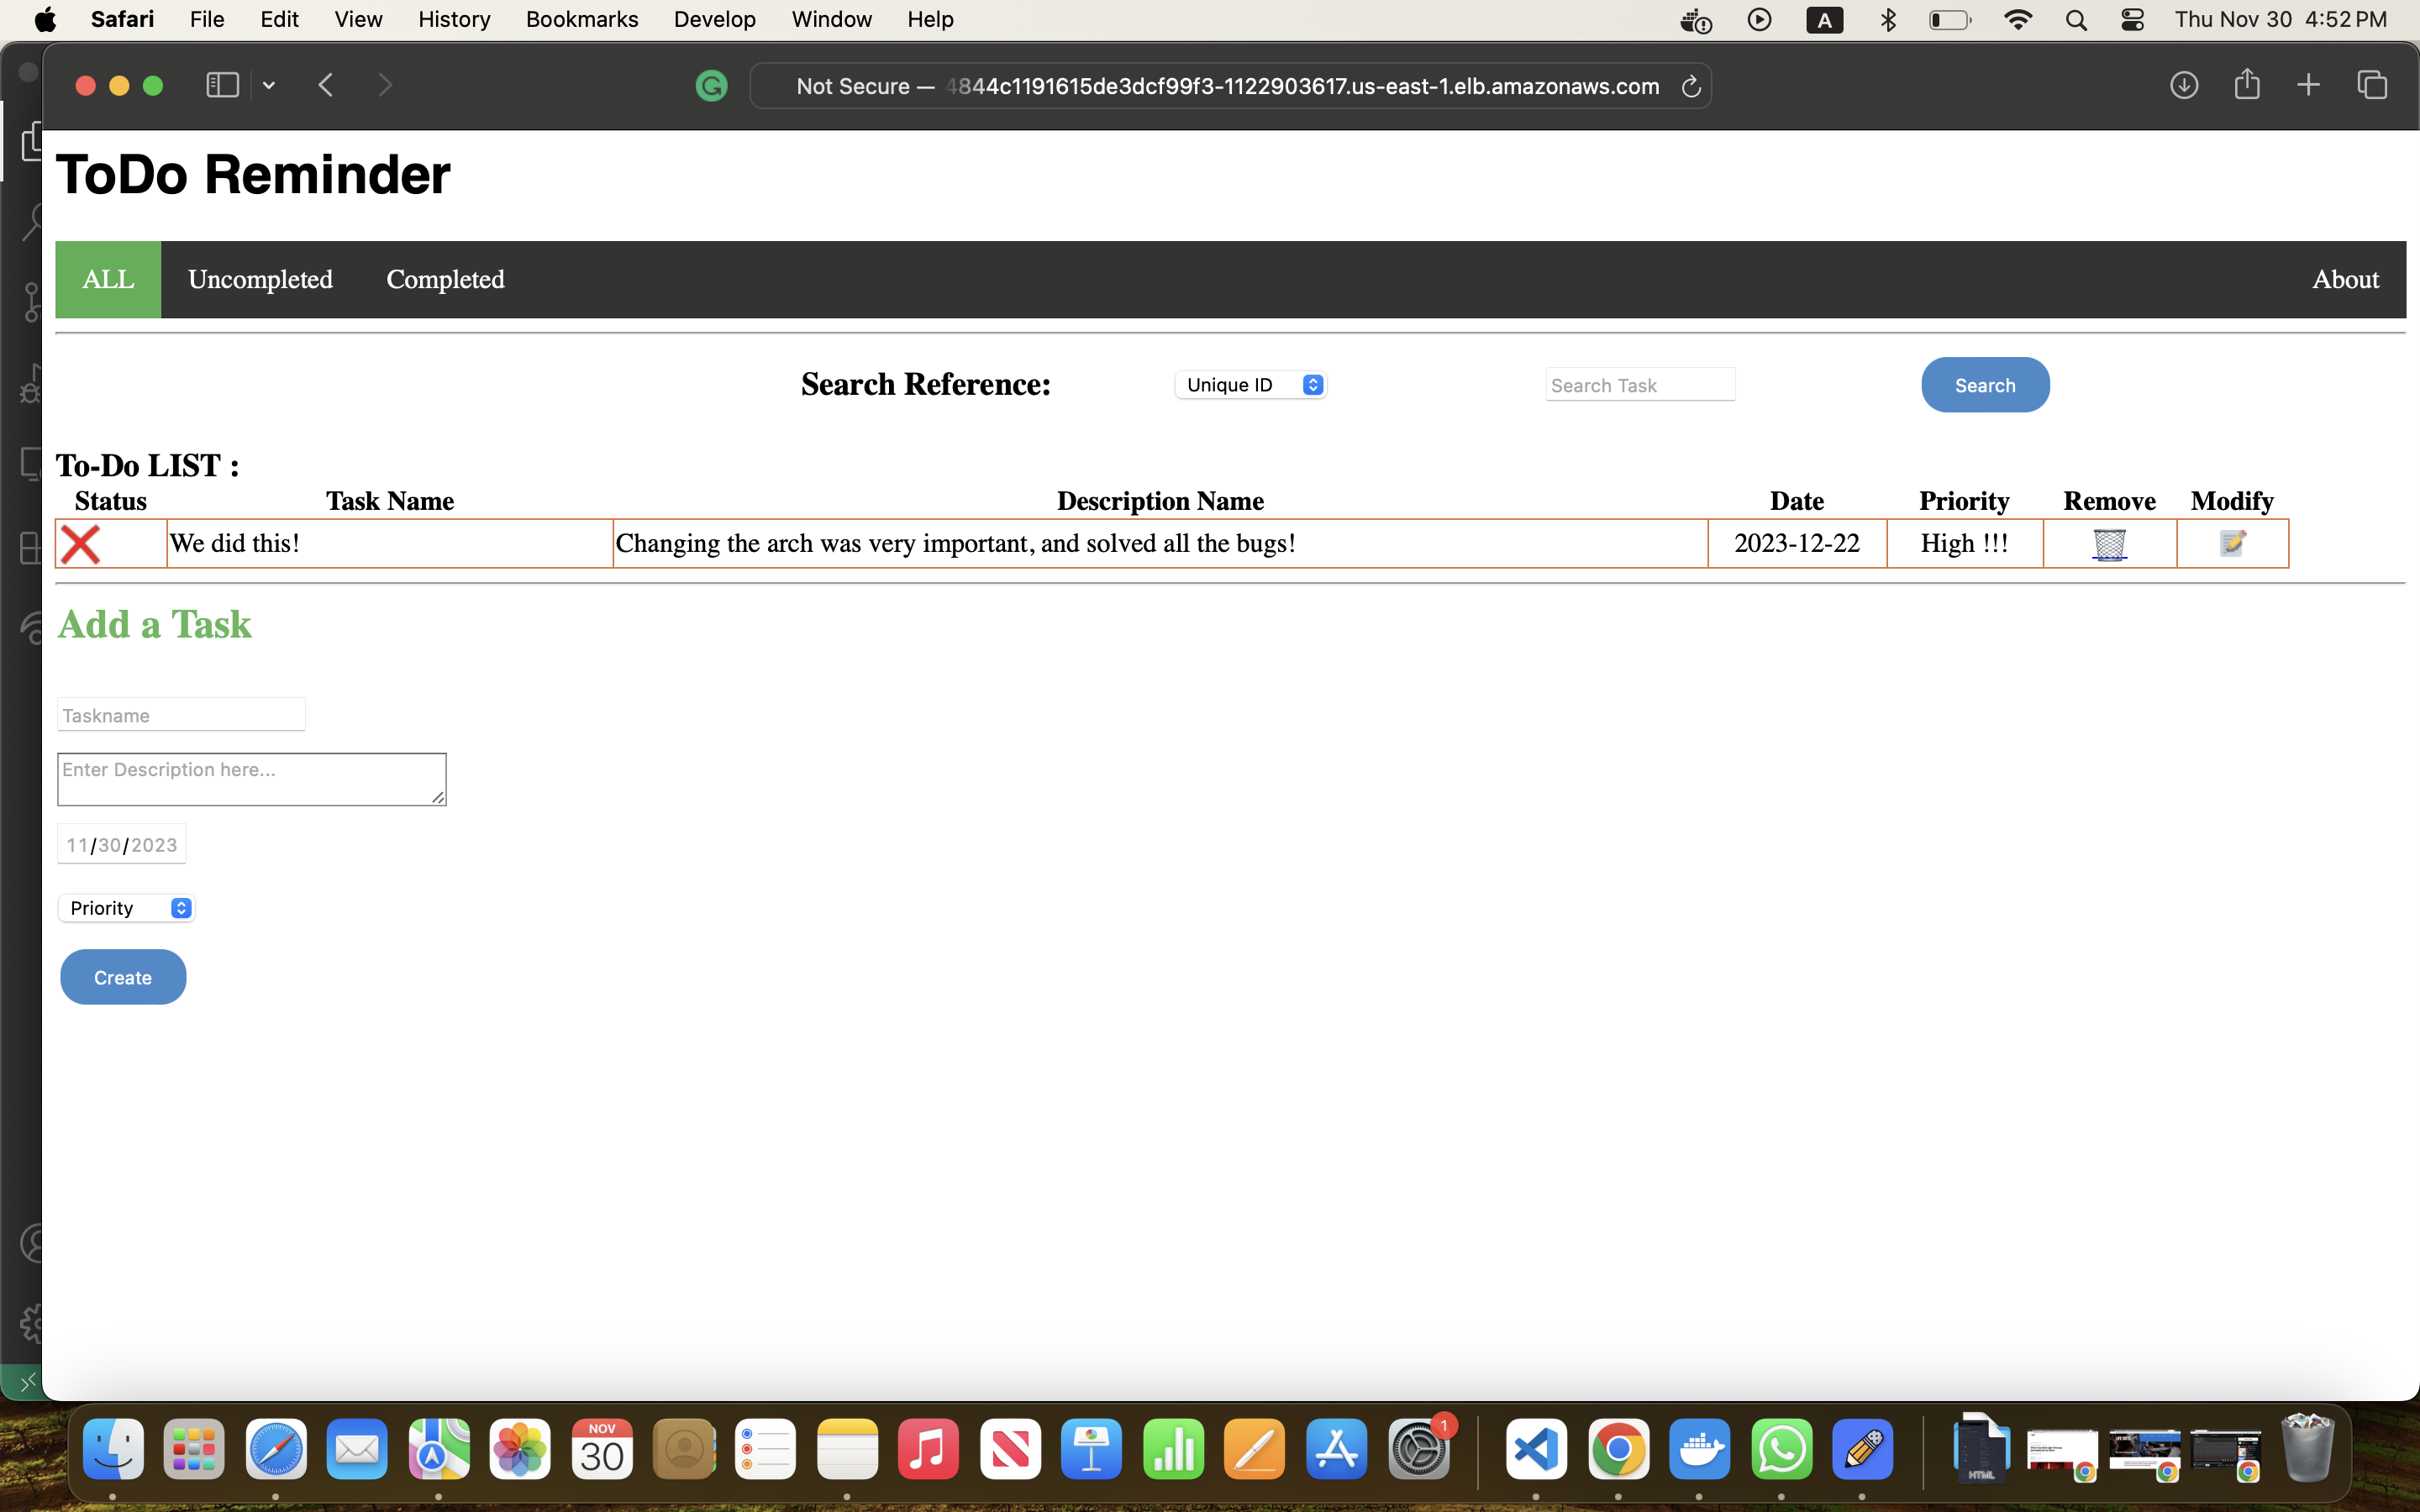 Safari File Edit View History Bookmarks Develop Window Help A Thu Nov 30 4:52 PM
Not Secure — 4844c1191615de3dcf99f3-1122903617.us-east-1.elb.amazonaws.com
ToDo Reminder
ALL Uncompleted Completed About
Search Reference: Unique ID Search Task Search
To-Do LIST :
Status Task Name Description Name Date Priority Remove Modify
We did this! Changing the arch was very important, and solved all the bugs! 2023-12-22 High !!!
Add a Task
Taskname
Enter Description here...
11/30/2023
Priority
Create
NOV
30
1
HTML